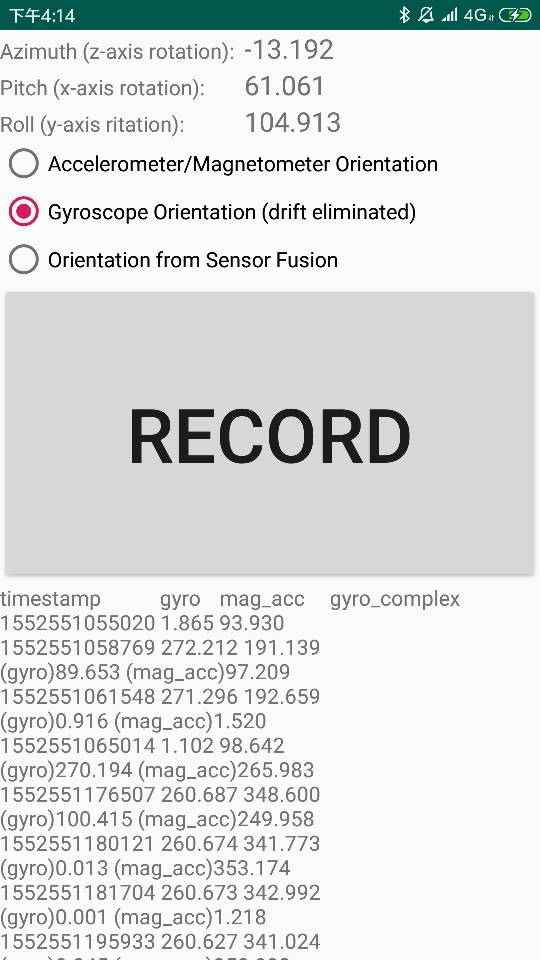 下午4:14 4G
Azimuth (z-axis rotation): -13.192
Pitch (x-axis rotation): 61.061
Roll (y-axis ritation): 104.913
Accelerometer/Magnetometer Orientation
Gyroscope Orientation (drift eliminated)
Orientation from Sensor Fusion
RECORD
timestamp gyro mag_acc gyro_complex
1552551055020 1.865 93.930
1552551058769 272.212 191.139
(gyro)89.653 (mag_acc)97.209
1552551061548 271.296 192.659
(gyro)0.916 (mag_acc)1.520
1552551065014 1.102 98.642
(gyro)270.194 (mag_acc)265.983
1552551176507 260.687 348.600
(gyro)100.415 (mag_acc)249.958
1552551180121 260.674 341.773
(gyro)0.013 (mag_acc)353.174
1552551181704 260.673 342.992
(gyro)0.001 (mag_acc)1.218
1552551195933 260.627 341.024